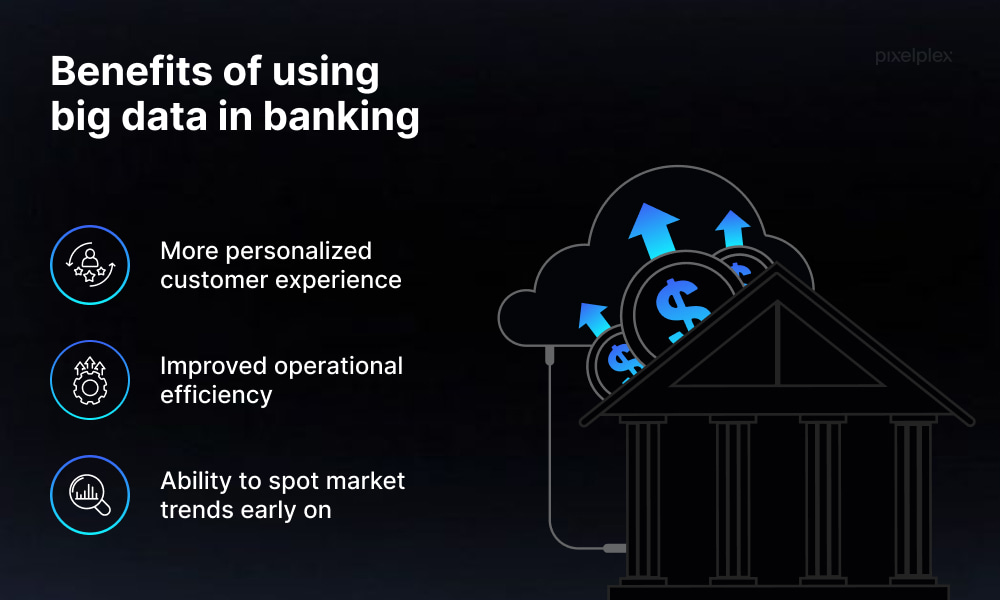 pixelplex
Benefits of using
big data in banking
More personalized
customer experience
Improved operational
efficiency
Ability to spot market
trends early on
$
$
$